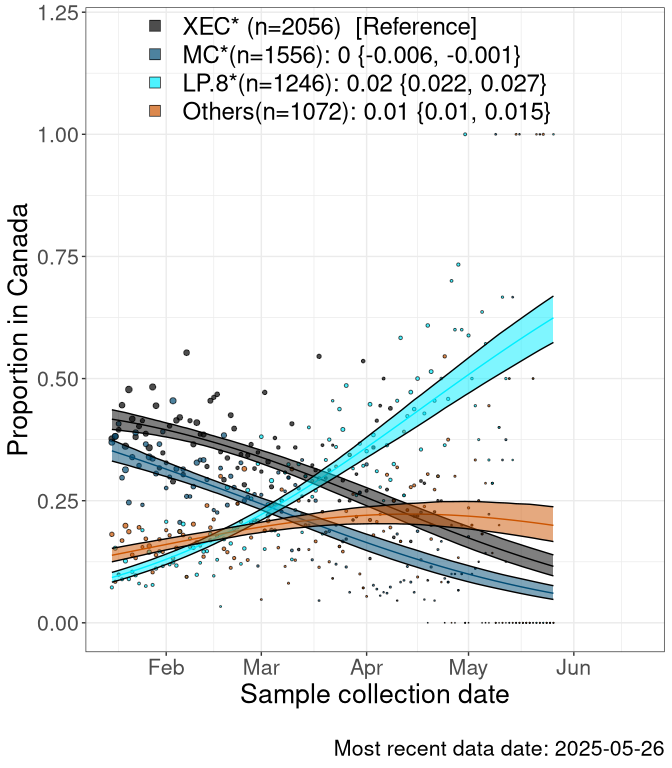 XEC* (n=2056)  [Reference]
MC*(n=1556): 0 {-0.006, -0.001}
LP.8*(n=1246): 0.02 {0.022, 0.027}
Others(n=1072): 0.01 {0.01, 0.015}
1.25
1.00
0.75
0.50
0.25
0.00
Proportion in Canada
Feb Mar Apr May Jun
Sample collection date
Most recent data date: 2025-05-26